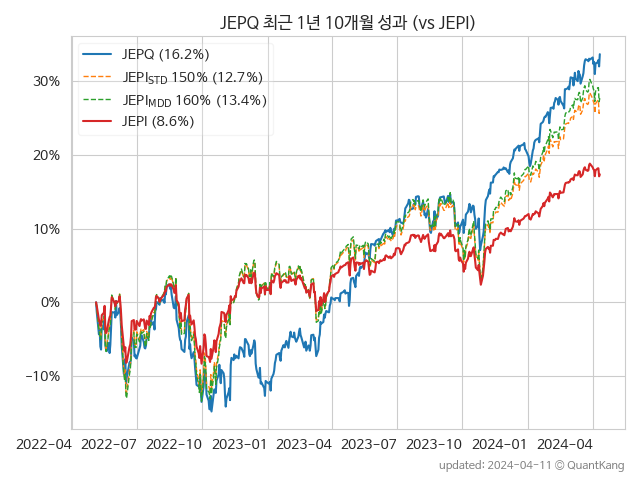 JEPQ 최근 1년 10개월 성과 (vs JEPI)
JEPQ (16.2%)
JEPI_STD 150% (12.7%)
JEPI_MDD 160% (13.4%)
JEPI (8.6%)
30%
20%
10%
0%
−10%
2022−04 2022−07 2022−10 2023−01 2023−04 2023−07 2023−10 2024−01 2024−04
updated: 2024−04−11 © QuantKang